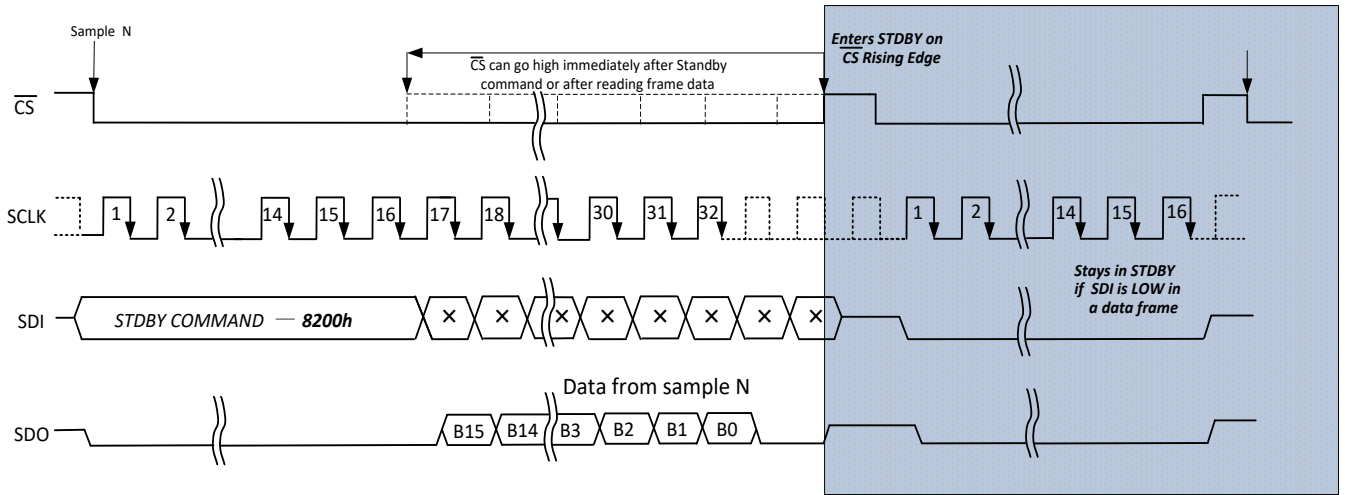 Sample N
Enters STDBY on
CS Rising Edge
CS can go high immediately after Standby
command or after reading frame data
CS
SCLK
1 2 14 15 16 17 18 30 31 32 1 2 14 15 16
Stays in STDBY
if SDI is LOW in
a data frame
SDI
STDBY COMMAND — 8200h
× × × × × × × ×
Data from sample N
SDO
B15 B14 B3 B2 B1 B0